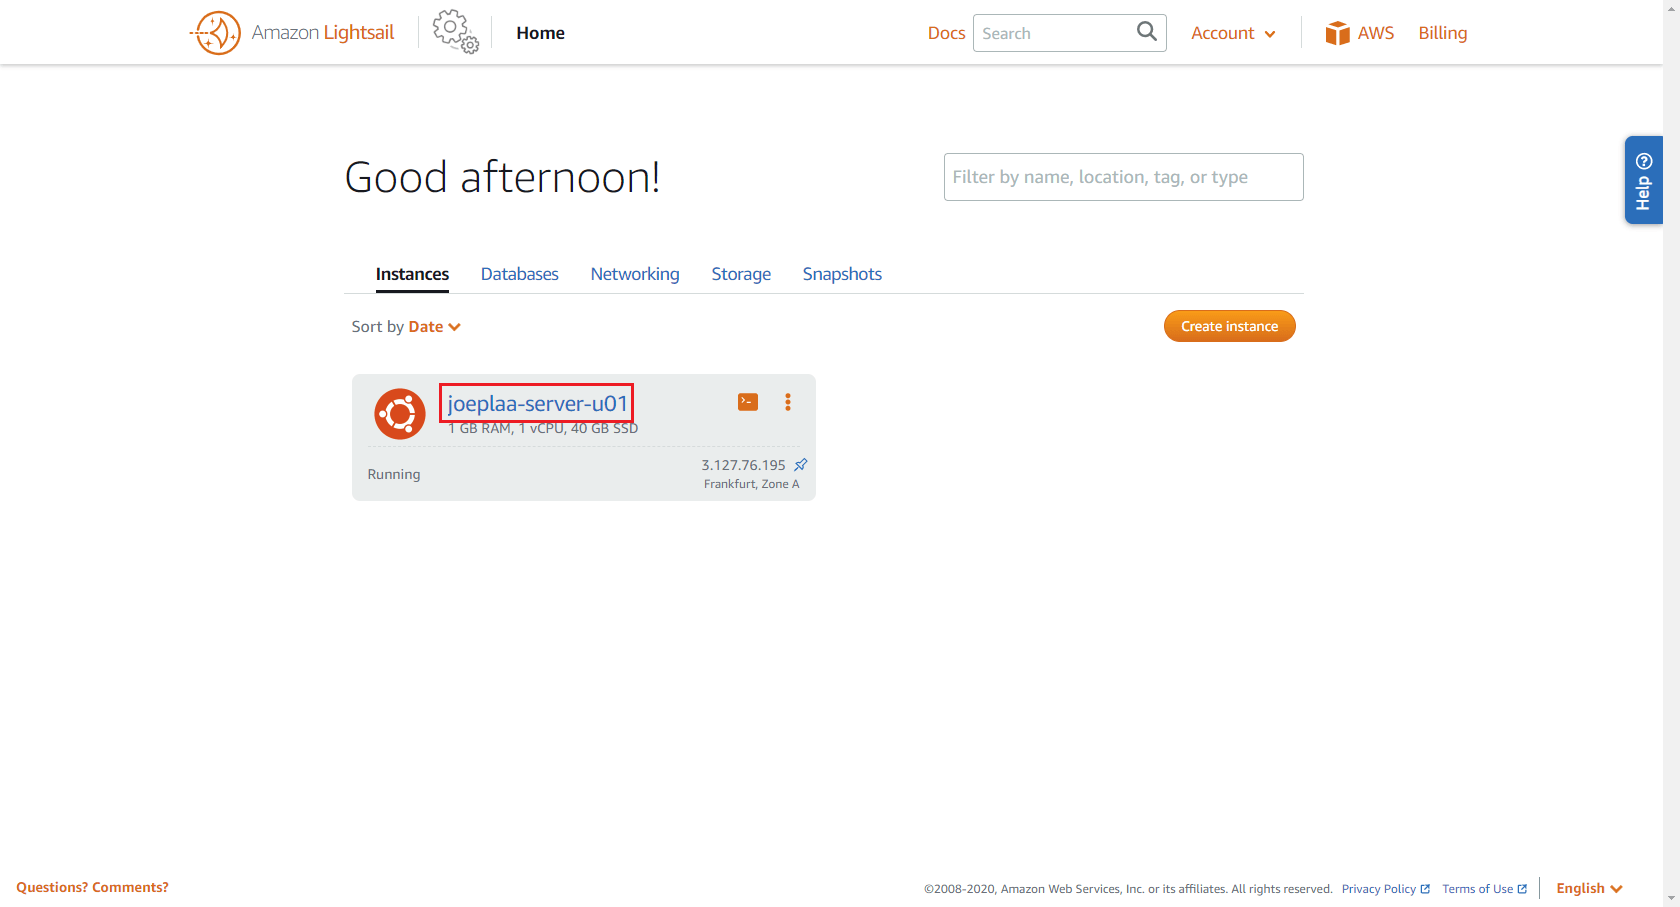 Amazon Lightsail Home Docs Search Account AWS Billing
Help
Good afternoon!
Filter by name, location, tag, or type
Instances Databases Networking Storage Snapshots
Sort by Date
Create instance
joeplaa-server-u01
1 GB RAM, 1 vCPU, 40 GB SSD
Running
3.127.76.195
Frankfurt, Zone A
Questions? Comments?
©2008-2020, Amazon Web Services, Inc. or its affiliates. All rights reserved. Privacy Policy Terms of Use English